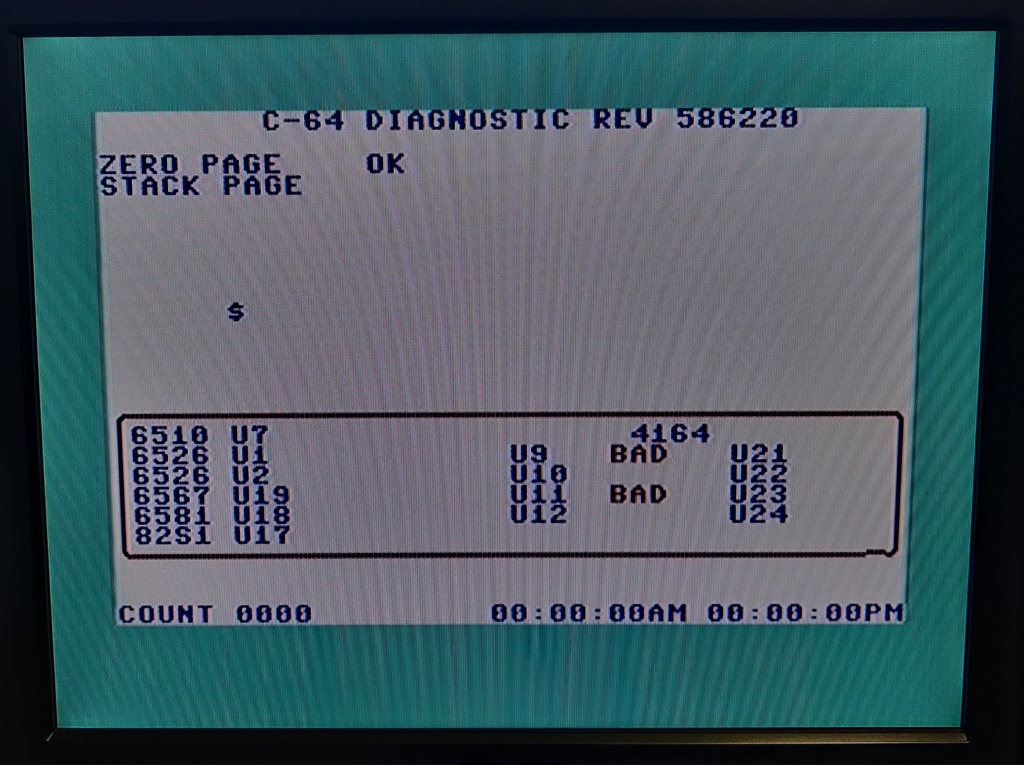 C-64 DIAGNOSTIC REV 586220
ZERO PAGE OK
STACK PAGE
$
6510 U7 4164
6526 U1 U9 BAD U21
6526 U2 U10 U22
6567 U19 U11 BAD U23
6581 U18 U12 U24
82S1 U17
COUNT 0000 00:00:00AM 00:00:00PM